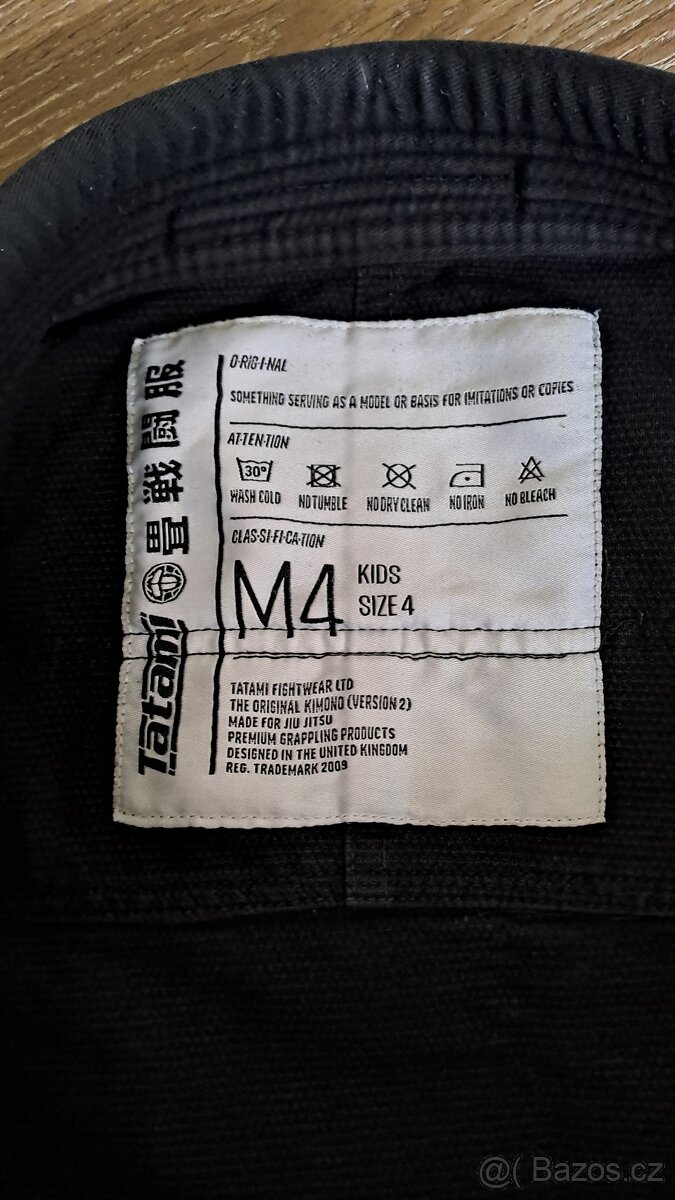 O·RIG·I·NAL
SOMETHING SERVING AS A MODEL OR BASIS FOR IMITATIONS OR COPIES
AT·TEN·TION
30°
WASH COLD NO TUMBLE NO DRY CLEAN NO IRON NO BLEACH
CLAS·SI·FI·CA·TION
M4 KIDS
SIZE 4
TATAMI FIGHTWEAR LTD
THE ORIGINAL KIMONO (VERSION 2)
MADE FOR JIU JITSU
PREMIUM GRAPPLING PRODUCTS
DESIGNED IN THE UNITED KINGDOM
REG. TRADEMARK 2009
Tatami 畳戦闘服
@( Bazos.cz